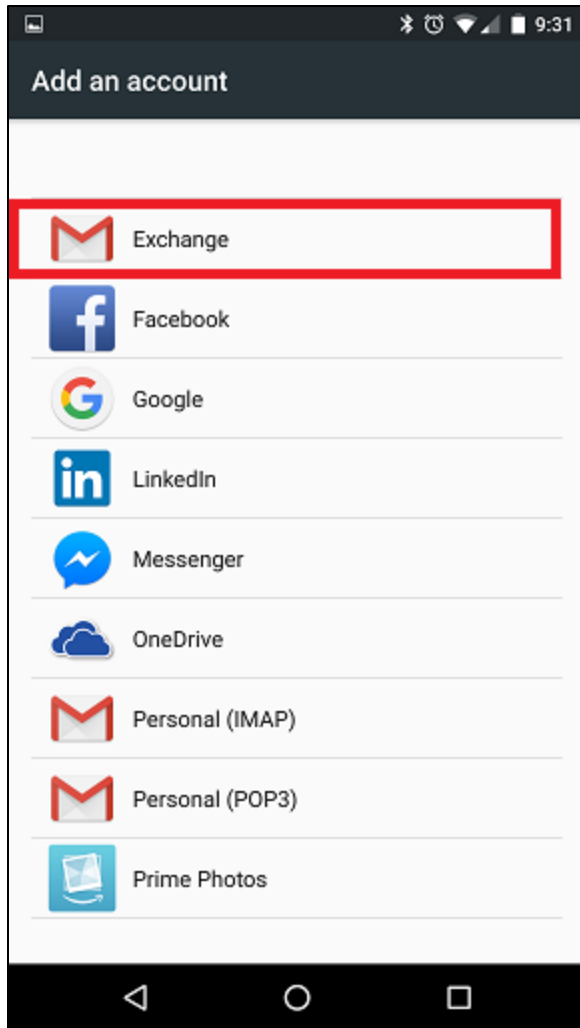 9:31
Add an account
Exchange
Facebook
Google
LinkedIn
Messenger
OneDrive
Personal (IMAP)
Personal (POP3)
Prime Photos